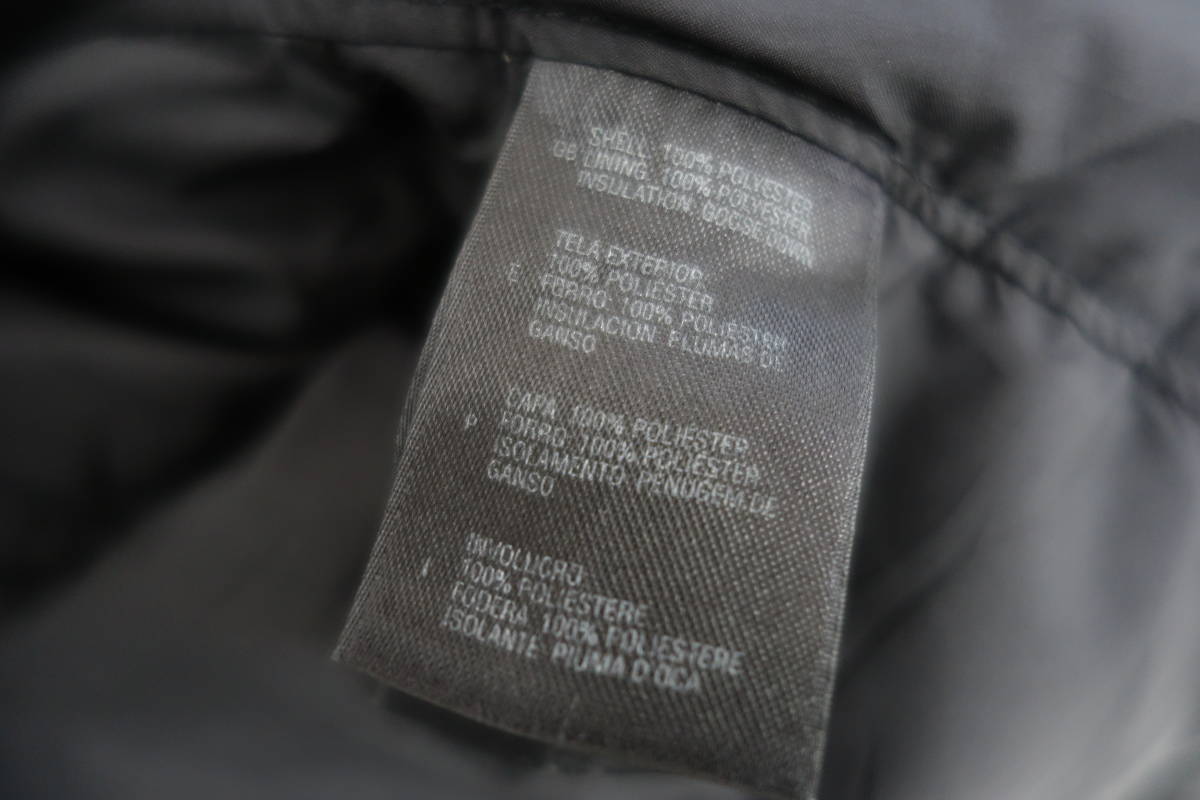 SHELL 100% POLYESTER
GB LINING 100% POLYESTER
INSULATION GOOSE DOWN
TELA EXTERIOR
E 100% POLIESTER
FORRO 100% POLIESTER
INSULACION PLUMAS DE
GANSO
CAPA 100% POLIESTER
P FORRO 100% POLIESTER
ISOLAMENTO PENUGEM DE
GANSO
INVOLUCRO
I 100% POLIESTERE
FODERA 100% POLIESTERE
ISOLANTE PIUMA D'OCA